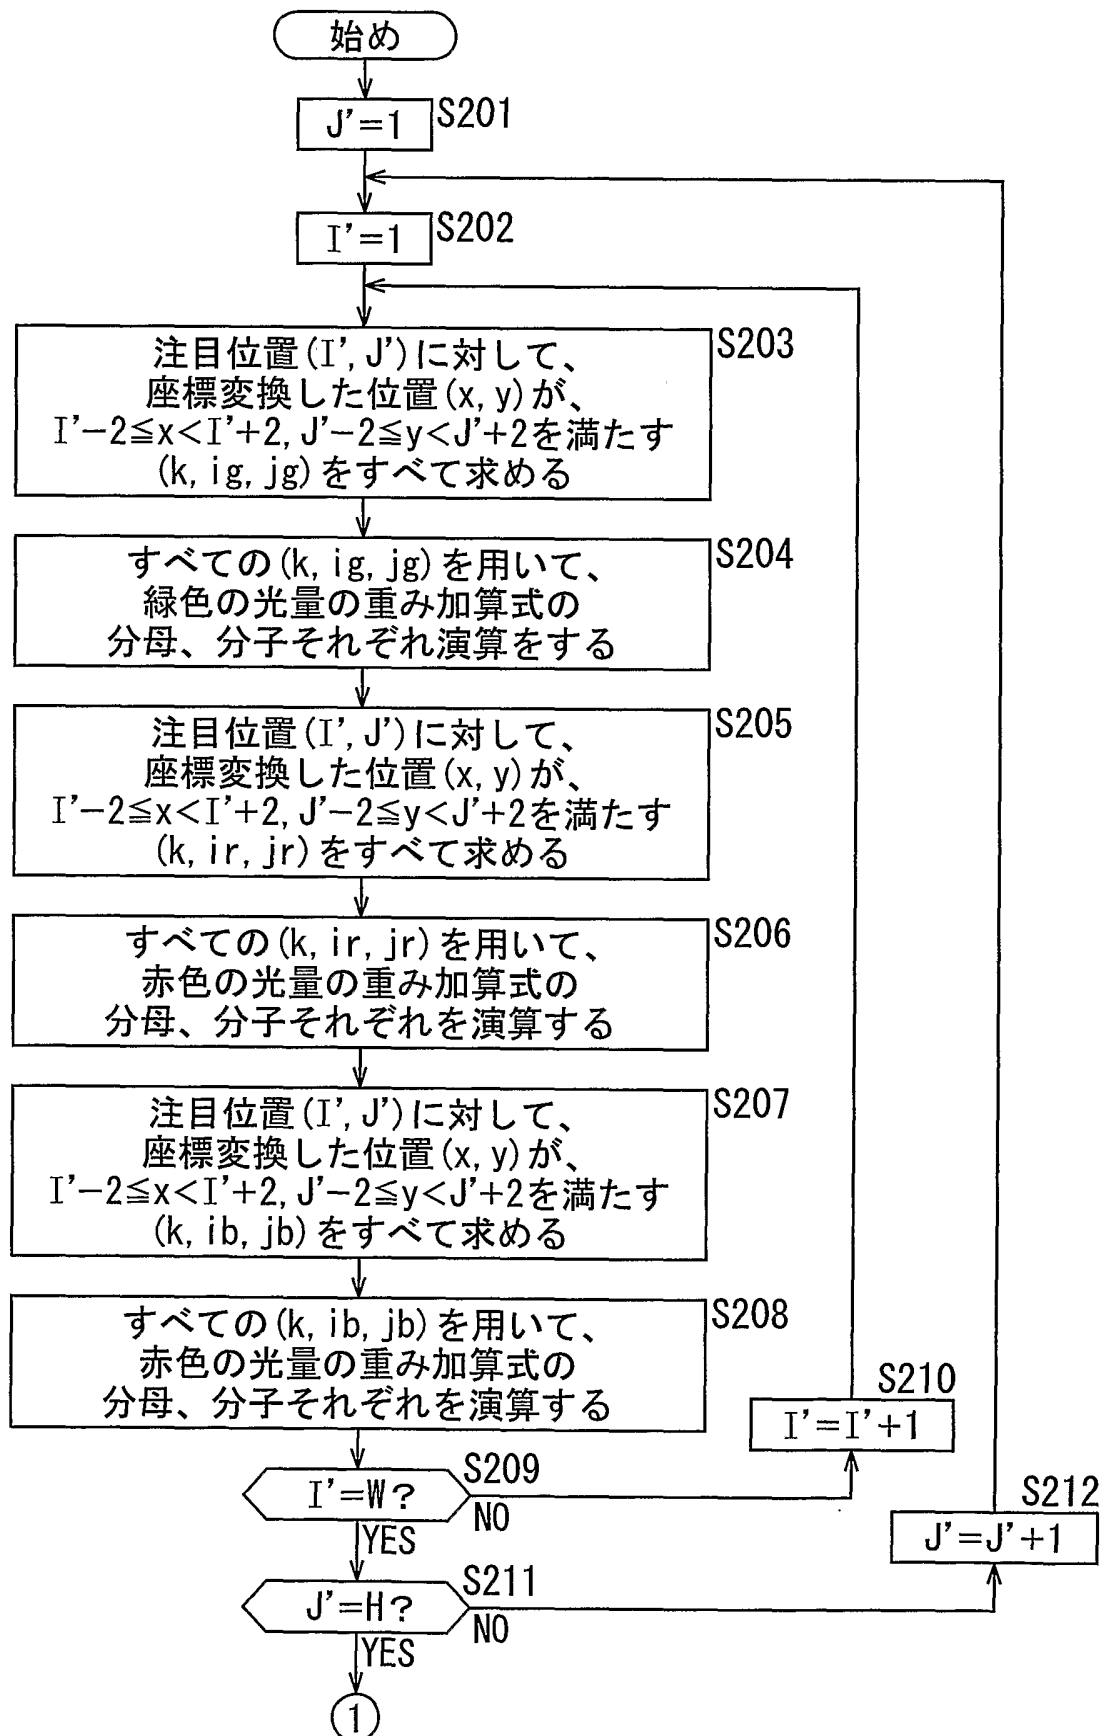 始め
J'=1
S201
I'=1
S202
S203
注目位置(I', J')に対して、
座標変換した位置(x, y)が、
I'−2≦x<I'+2, J'−2≦y<J'+2を満たす
(k, ig, jg)をすべて求める
S204
すべての(k, ig, jg)を用いて、
緑色の光量の重み加算式の
分母、分子それぞれ演算をする
S205
注目位置(I', J')に対して、
座標変換した位置(x, y)が、
I'−2≦x<I'+2, J'−2≦y<J'+2を満たす
(k, ir, jr)をすべて求める
S206
すべての(k, ir, jr)を用いて、
赤色の光量の重み加算式の
分母、分子それぞれを演算する
S207
注目位置(I', J')に対して、
座標変換した位置(x, y)が、
I'−2≦x<I'+2, J'−2≦y<J'+2を満たす
(k, ib, jb)をすべて求める
S208
すべての(k, ib, jb)を用いて、
赤色の光量の重み加算式の
分母、分子それぞれを演算する
S210
I'=I'+1
S209
I'=W?
NO
YES
S212
J'=J'+1
S211
J'=H?
NO
YES
1